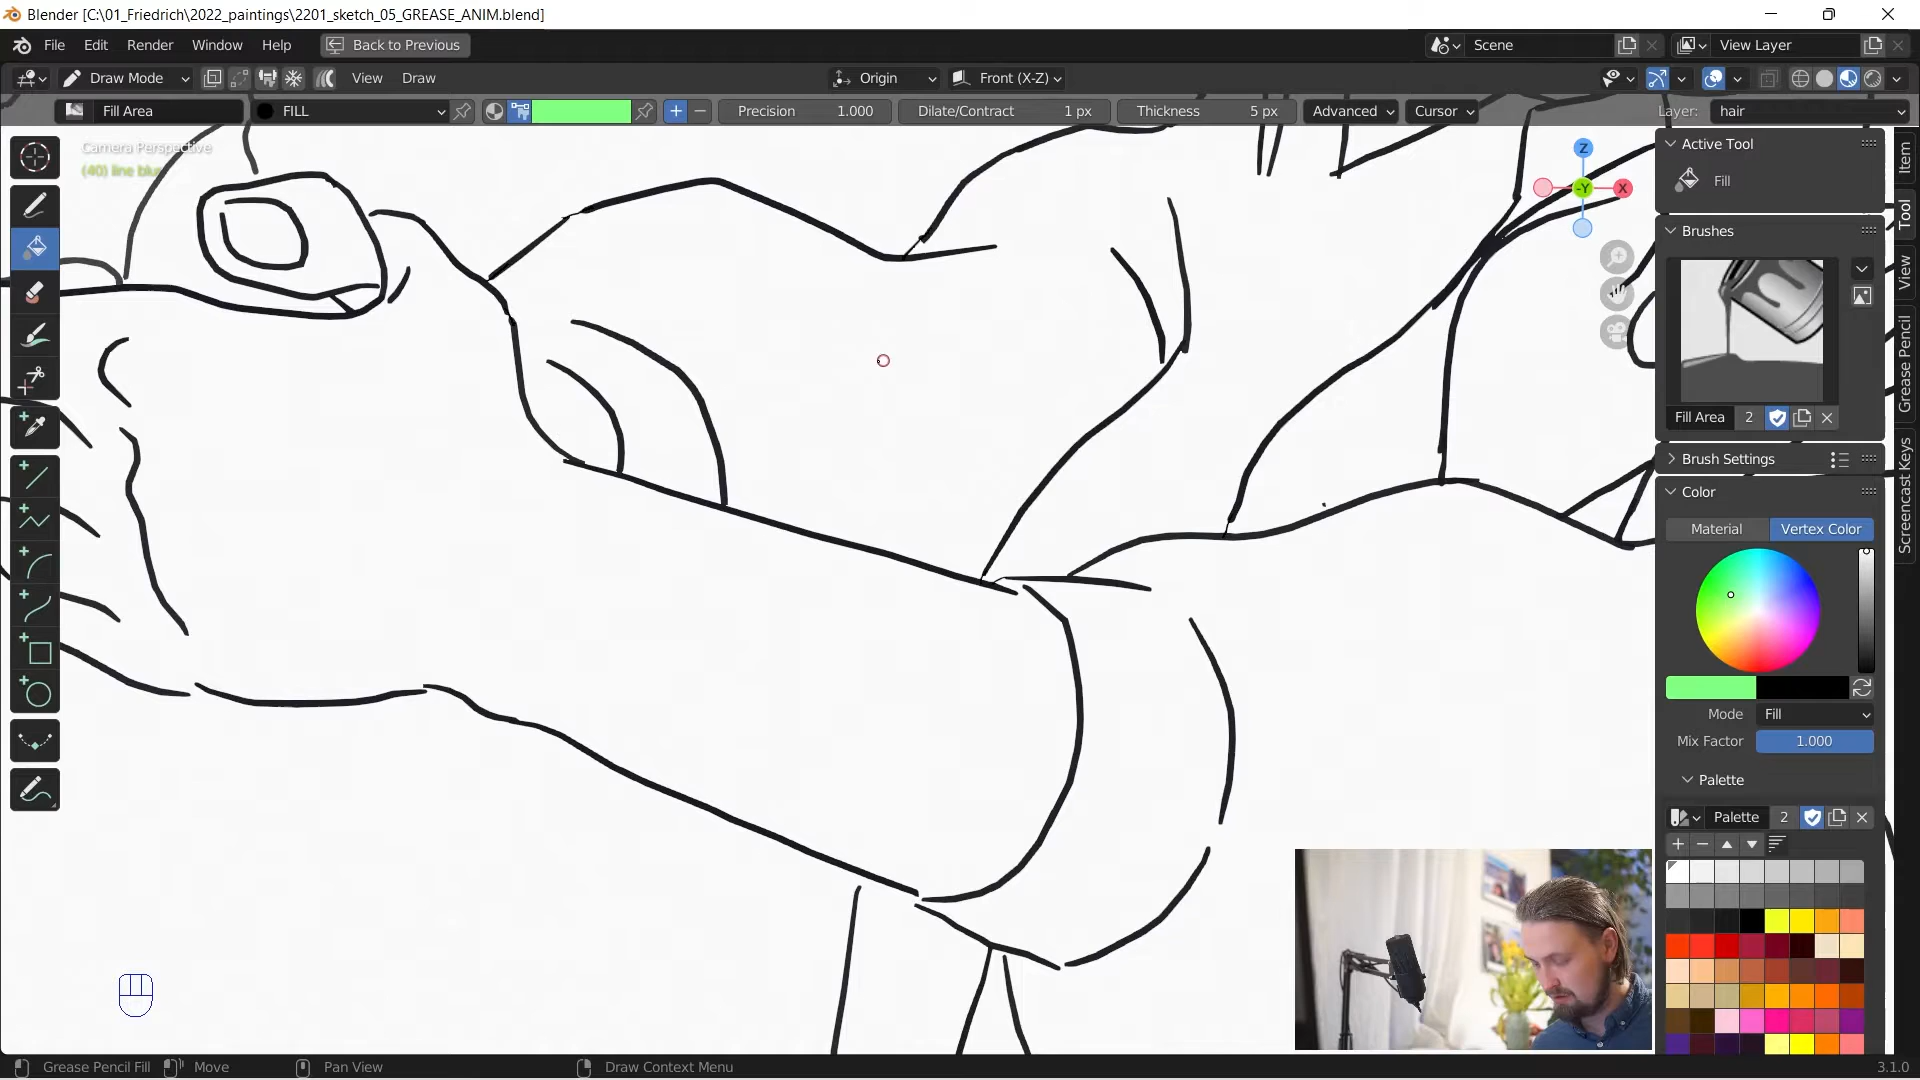 Blender [C:\01_Friedrich\2022_paintings\2201_sketch_05_GREASE_ANIM.blend]
File Edit Render Window Help Back to Previous Scene View Layer
Draw Mode View Draw Origin Front (X-Z)
Fill Area FILL Precision 1.000 Dilate/Contract 1 px Thickness 5 px Advanced Cursor Layer: hair
Camera Perspective
(40) line blur
Z
-Y X
Active Tool
Fill
Brushes
Fill Area 2
Brush Settings
Color
Material Vertex Color
Mode Fill
Mix Factor 1.000
Palette
Palette 2
Item
Tool
View
Grease Pencil
Screencast Keys
Grease Pencil Fill Move Pan View Draw Context Menu 3.1.0